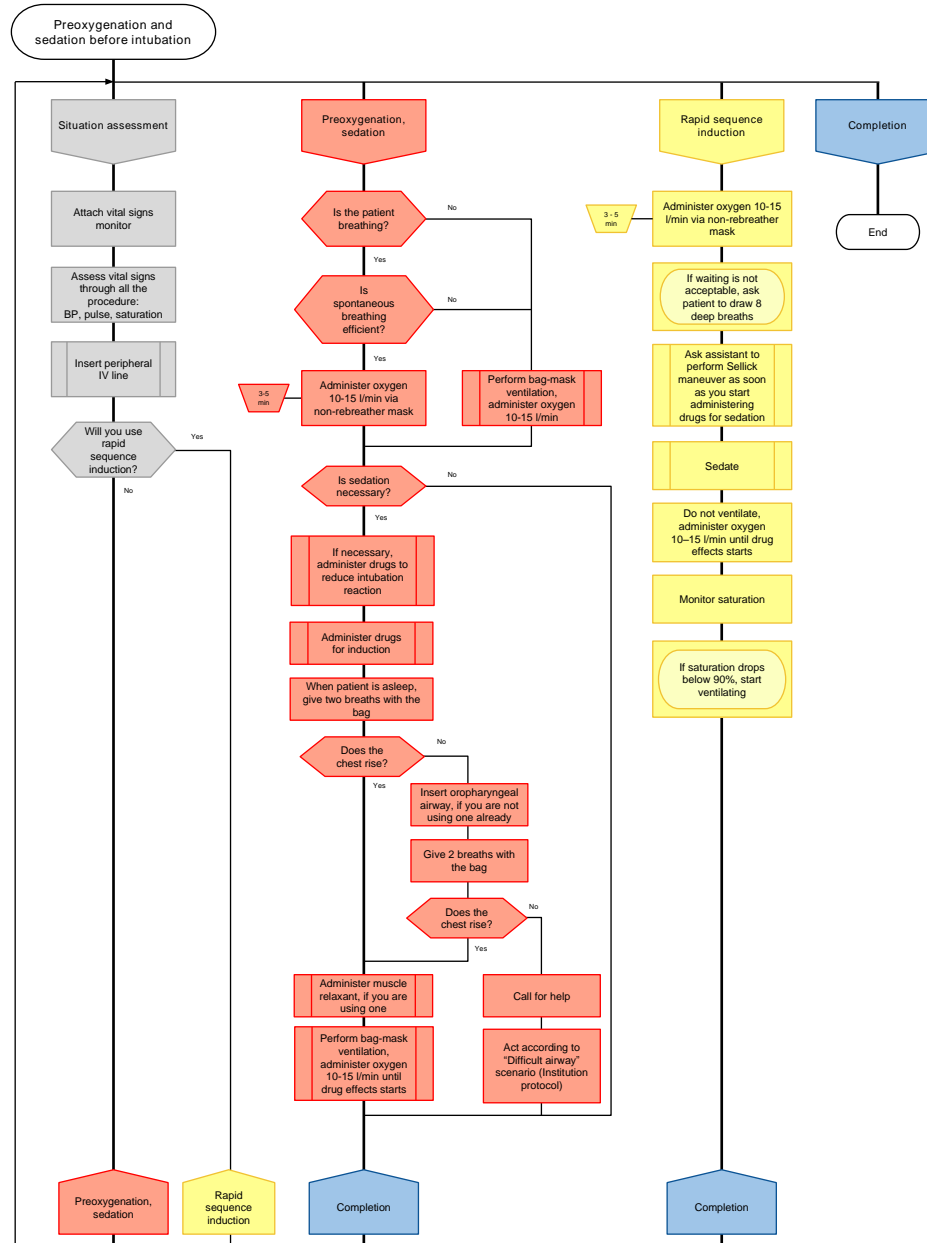 Preoxygenation and
sedation before intubation
Situation assessment
Attach vital signs
monitor
Assess vital signs
through all the
procedure:
BP, pulse, saturation
Insert peripheral
IV line
Will you use
rapid
sequence
induction?
Yes
No
Preoxygenation,
sedation
Rapid
sequence
induction
Preoxygenation,
sedation
Is the patient
breathing?
No
Yes
Is
spontaneous
breathing
efficient?
No
Yes
3-5
min
Administer oxygen
10-15 l/min via
non-rebreather mask
Perform bag-mask
ventilation,
administer oxygen
10-15 l/min
Is sedation
necessary?
No
Yes
If necessary,
administer drugs to
reduce intubation
reaction
Administer drugs
for induction
When patient is asleep,
give two breaths with the
bag
Does the
chest rise?
No
Yes
Insert oropharyngeal
airway, if you are not
using one already
Give 2 breaths with
the bag
Does the
chest rise?
No
Yes
Administer muscle
relaxant, if you are
using one
Perform bag-mask
ventilation,
administer oxygen
10-15 l/min until
drug effects starts
Call for help
Act according to
“Difficult airway”
scenario (Institution
protocol)
Completion
Rapid sequence
induction
3 - 5
min
Administer oxygen 10-15
l/min via non-rebreather
mask
If waiting is not
acceptable, ask
patient to draw 8
deep breaths
Ask assistant to
perform Sellick
maneuver as soon
as you start
administering
drugs for sedation
Sedate
Do not ventilate,
administer oxygen
10–15 l/min until drug
effects starts
Monitor saturation
If saturation drops
below 90%, start
ventilating
Completion
Completion
End